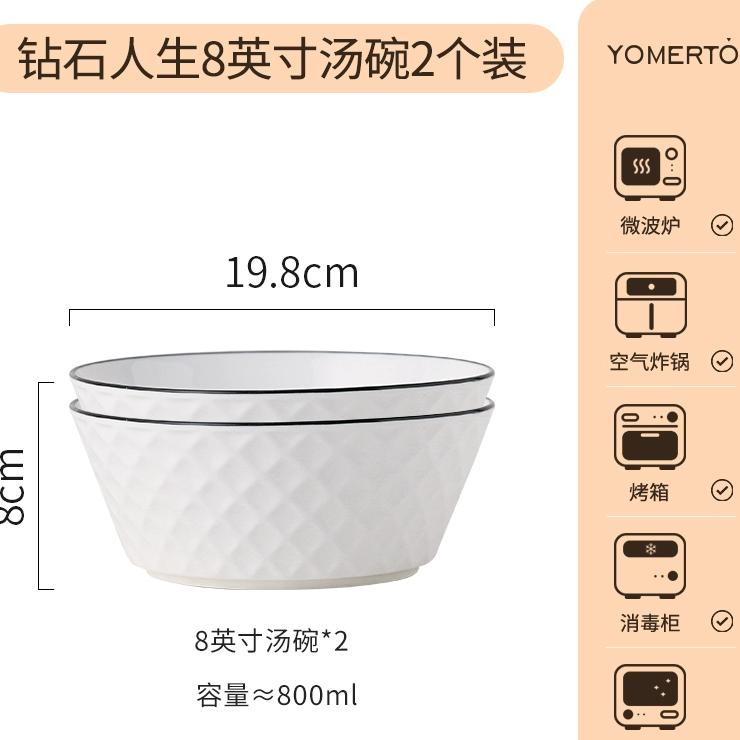 钻石人生8英寸汤碗2个装
YOMERTO
微波炉
空气炸锅
烤箱
消毒柜
19.8cm
8cm
8英寸汤碗*2
容量≈800ml